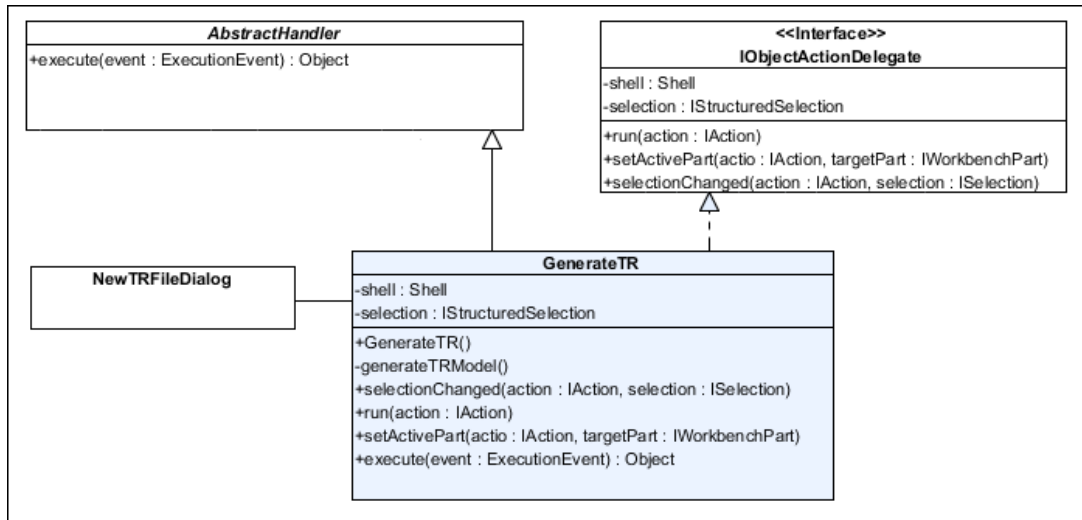 AbstractHandler
+execute(event : ExecutionEvent) : Object
<<Interface>>
IObjectActionDelegate
-shell : Shell
-selection : IStructuredSelection
+run(action : IAction)
+setActivePart(actio : IAction, targetPart : IWorkbenchPart)
+selectionChanged(action : IAction, selection : ISelection)
NewTRFileDialog
GenerateTR
-shell : Shell
-selection : IStructuredSelection
+GenerateTR()
-generateTRModel()
+selectionChanged(action : IAction, selection : ISelection)
+run(action : IAction)
+setActivePart(actio : IAction, targetPart : IWorkbenchPart)
+execute(event : ExecutionEvent) : Object